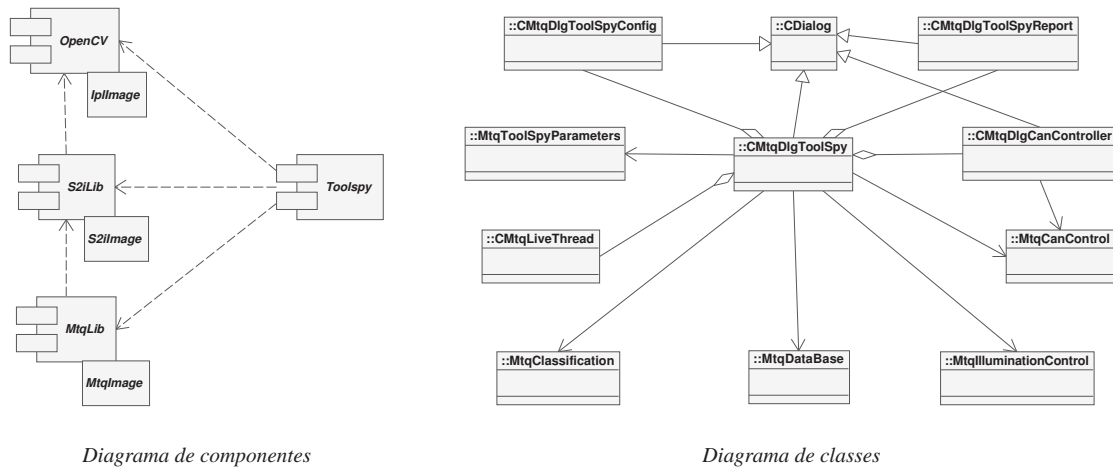 OpenCV
IplImage
S2iLib
S2iImage
Toolspy
MtqLib
MtqImage
Diagrama de componentes
::CMtqDlgToolSpyConfig
::CDialog
::CMtqDlgToolSpyReport
::MtqToolSpyParameters
::CMtqDlgToolSpy
::CMtqDlgCanController
::CMtqLiveThread
::MtqCanControl
::MtqClassification
::MtqDataBase
::MtqIlluminationControl
Diagrama de classes